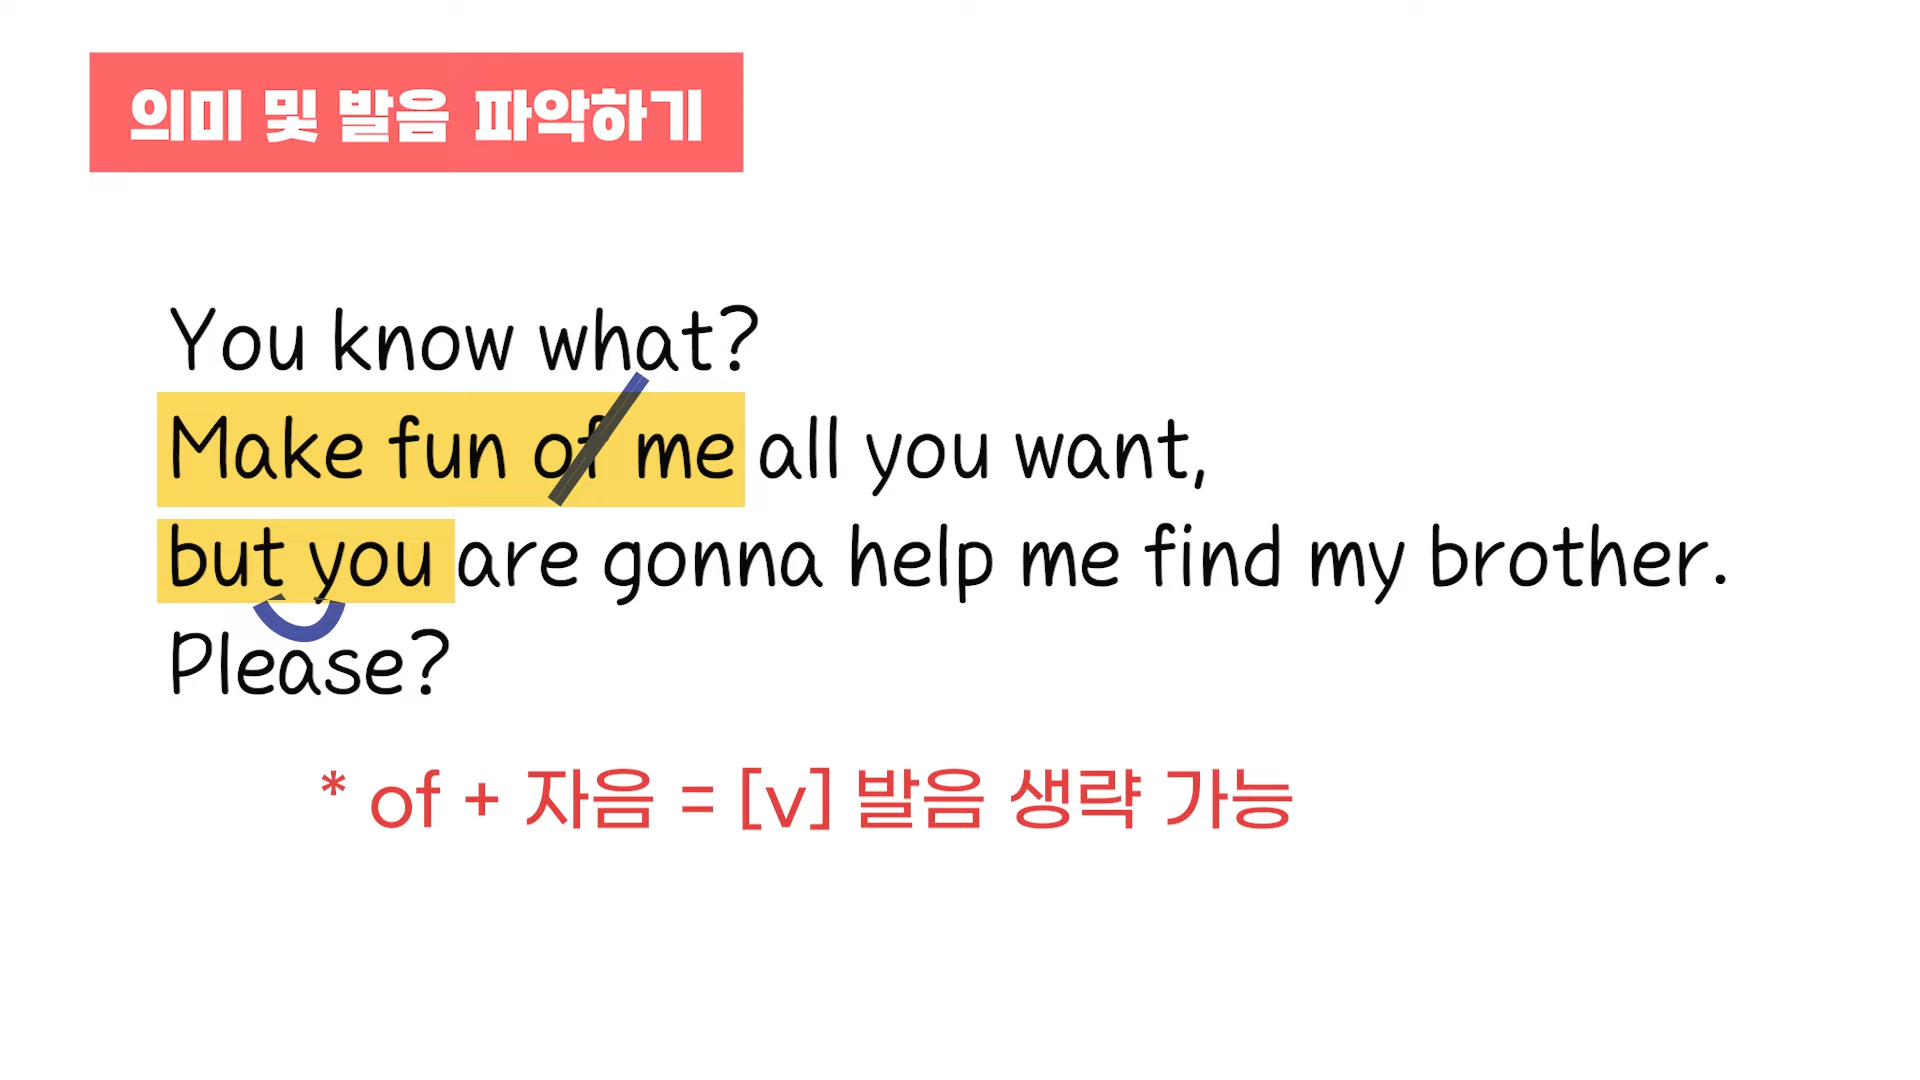 의미 및 발음 파악하기
You know what?
Make fun of me all you want,
but you are gonna help me find my brother.
Please?
* of + 자음 = [v] 발음 생략 가능